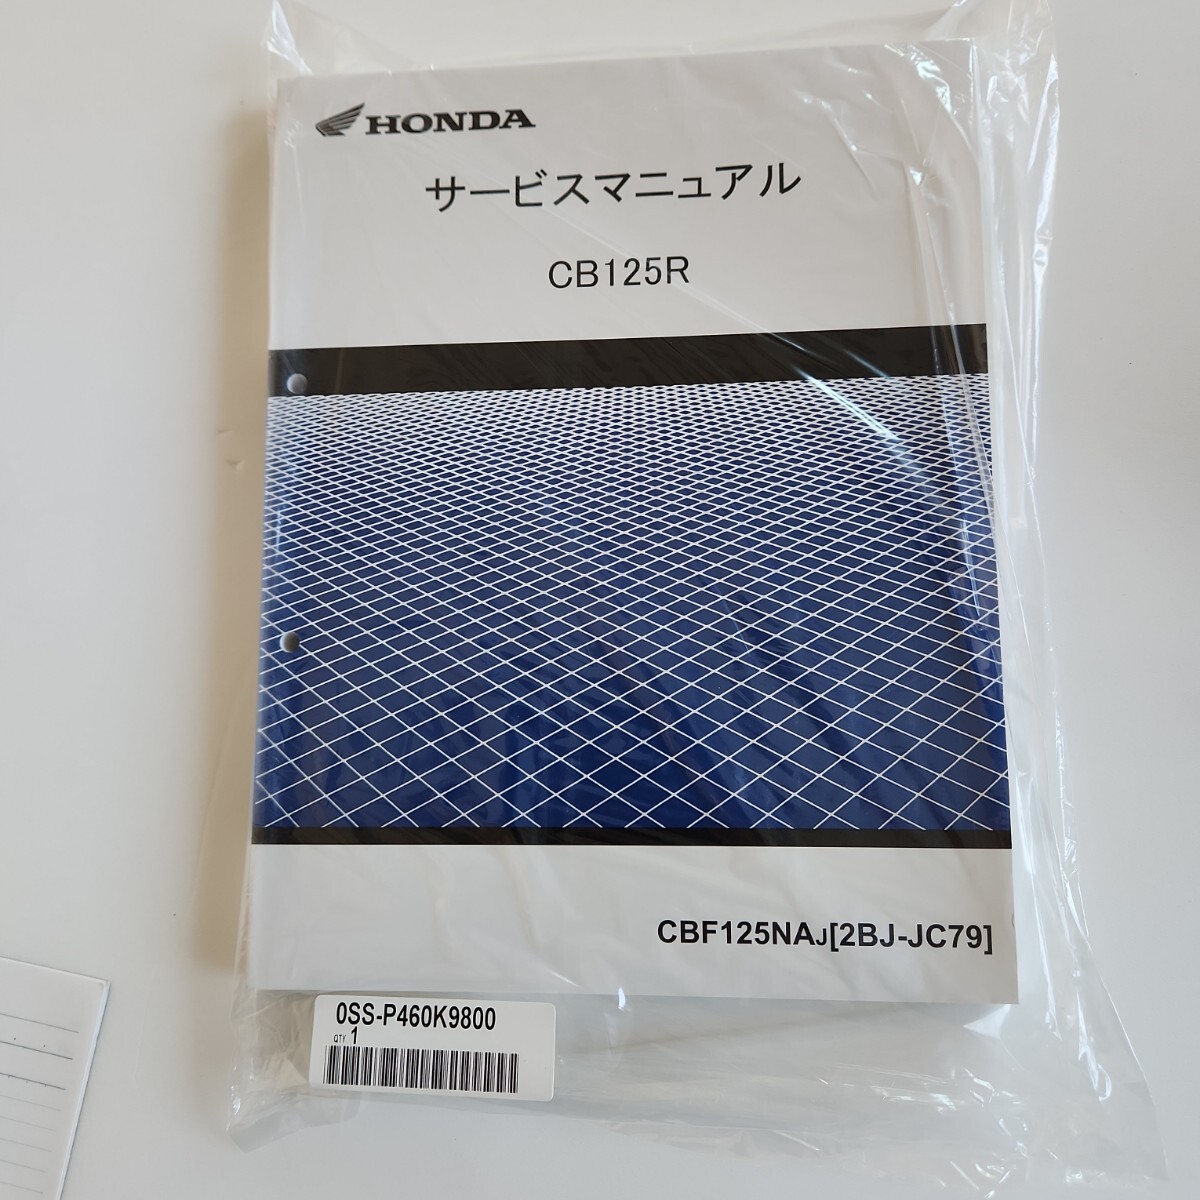 HONDA
サービスマニュアル
CB125R
CBF125NAJ[2BJ-JC79]
0SS-P460K9800
QTY 1